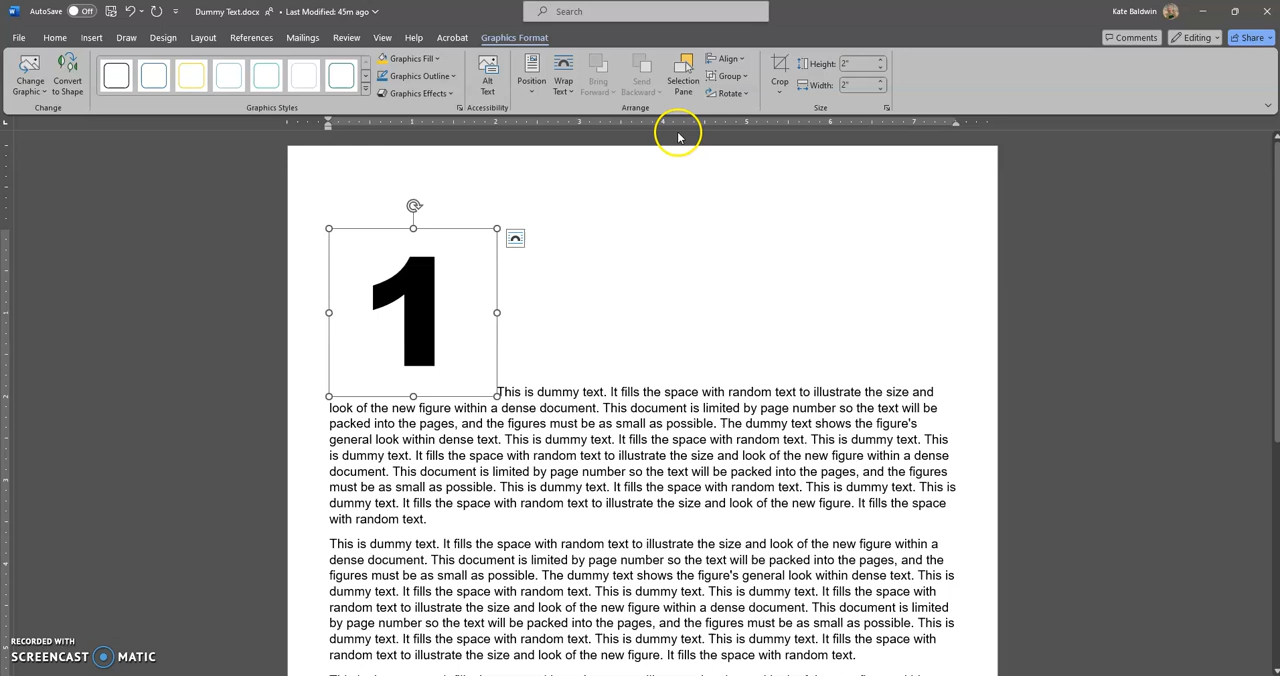 AutoSave Off Dummy Text.docx • Last Modified: 45m ago Search Kate Baldwin
File Home Insert Draw Design Layout References Mailings Review View Help Acrobat Graphics Format Comments Editing Share
Change Graphic
Convert to Shape
Change
Graphics Fill
Graphics Outline
Graphics Effects
Graphics Styles
Alt Text
Accessibility
Position
Wrap Text
Bring Forward
Send Backward
Selection Pane
Align
Group
Rotate
Arrange
Crop
Height: 2"
Width: 2"
Size
1 2 3 4 5 6 7
1
This is dummy text. It fills the space with random text to illustrate the size and
look of the new figure within a dense document. This document is limited by page number so the text will be
packed into the pages, and the figures must be as small as possible. The dummy text shows the figure's
general look within dense text. This is dummy text. It fills the space with random text. This is dummy text. This
is dummy text. It fills the space with random text to illustrate the size and look of the new figure within a dense
document. This document is limited by page number so the text will be packed into the pages, and the figures
must be as small as possible. This is dummy text. It fills the space with random text. This is dummy text. This is
dummy text. It fills the space with random text to illustrate the size and look of the new figure. It fills the space
with random text.
This is dummy text. It fills the space with random text to illustrate the size and look of the new figure within a
dense document. This document is limited by page number so the text will be packed into the pages, and the
figures must be as small as possible. The dummy text shows the figure's general look within dense text. This is
dummy text. It fills the space with random text. This is dummy text. This is dummy text. It fills the space with
random text to illustrate the size and look of the new figure within a dense document. This document is limited
by page number so the text will be packed into the pages, and the figures must be as small as possible. This is
dummy text. It fills the space with random text. This is dummy text. This is dummy text. It fills the space with
random text to illustrate the size and look of the new figure. It fills the space with random text.
RECORDED WITH
SCREENCAST MATIC